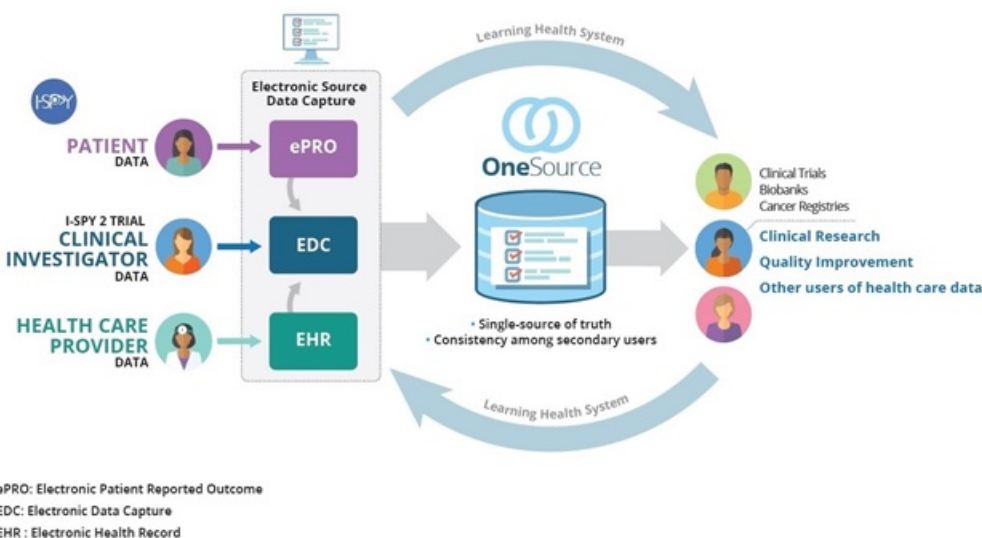 Learning Health System
Electronic Source
Data Capture
I-SPY
PATIENT
DATA
ePRO
OneSource
Clinical Trials
Biobanks
Cancer Registries
I-SPY 2 TRIAL
CLINICAL
INVESTIGATOR
DATA
EDC
Clinical Research
Quality Improvement
Other users of health care data
HEALTH CARE
PROVIDER
DATA
EHR
• Single-source of truth
• Consistency among secondary users
Learning Health System
ePRO: Electronic Patient Reported Outcome
EDC: Electronic Data Capture
EHR : Electronic Health Record